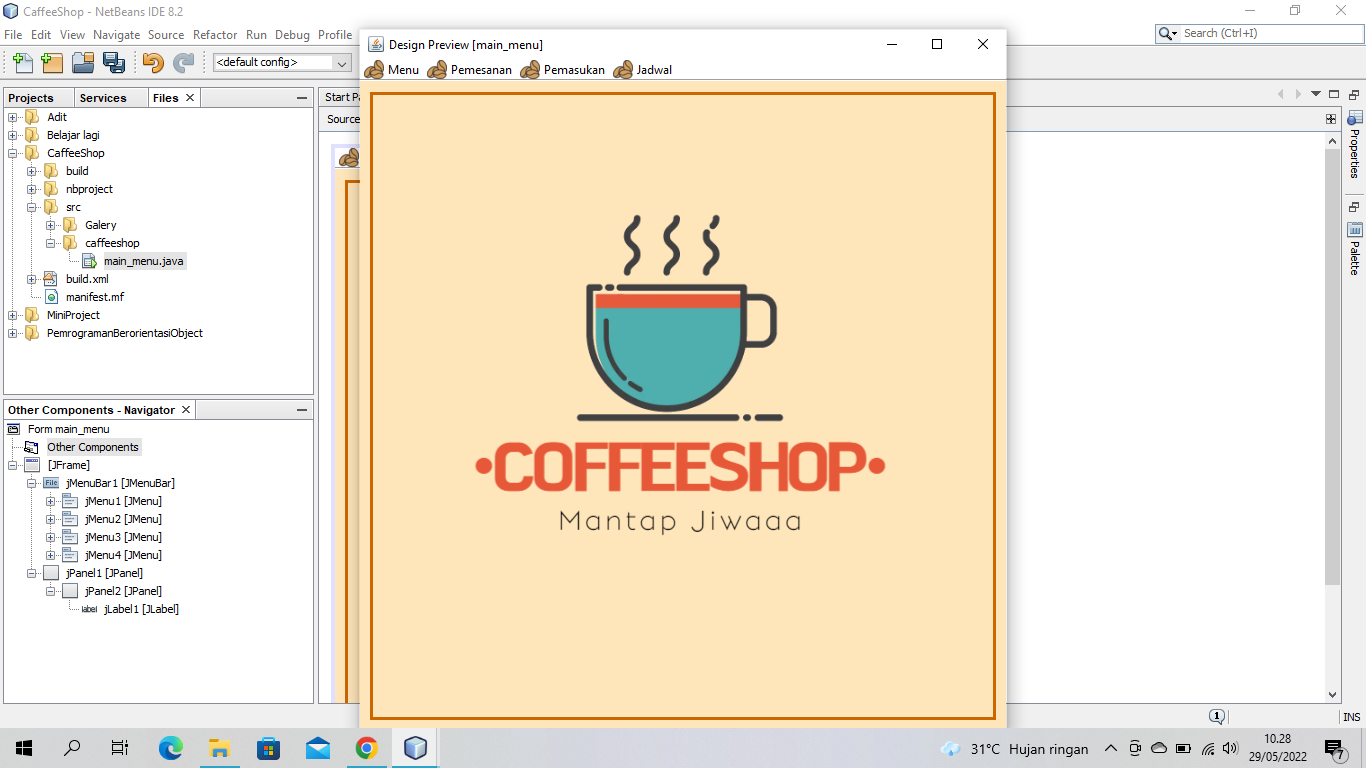 CaffeeShop - NetBeans IDE 8.2
File Edit View Navigate Source Refactor Run Debug Profile
Search (Ctrl+I)
<default config>
Projects Services Files
Adit
Belajar lagi
CaffeeShop
build
nbproject
src
Galery
caffeeshop
main_menu.java
build.xml
manifest.mf
MiniProject
PemrogramanBerorientasiObject
Other Components - Navigator
Form main_menu
Other Components
[JFrame]
File jMenuBar1 [JMenuBar]
jMenu1 [JMenu]
jMenu2 [JMenu]
jMenu3 [JMenu]
jMenu4 [JMenu]
jPanel1 [JPanel]
jPanel2 [JPanel]
label jLabel1 [JLabel]
Start Pa
Source
Design Preview [main_menu]
Menu Pemesanan Pemasukan Jadwal
•COFFEESHOP•
Mantap Jiwaaa
Properties
Palette
1
INS
31°C Hujan ringan
10.28
29/05/2022
7